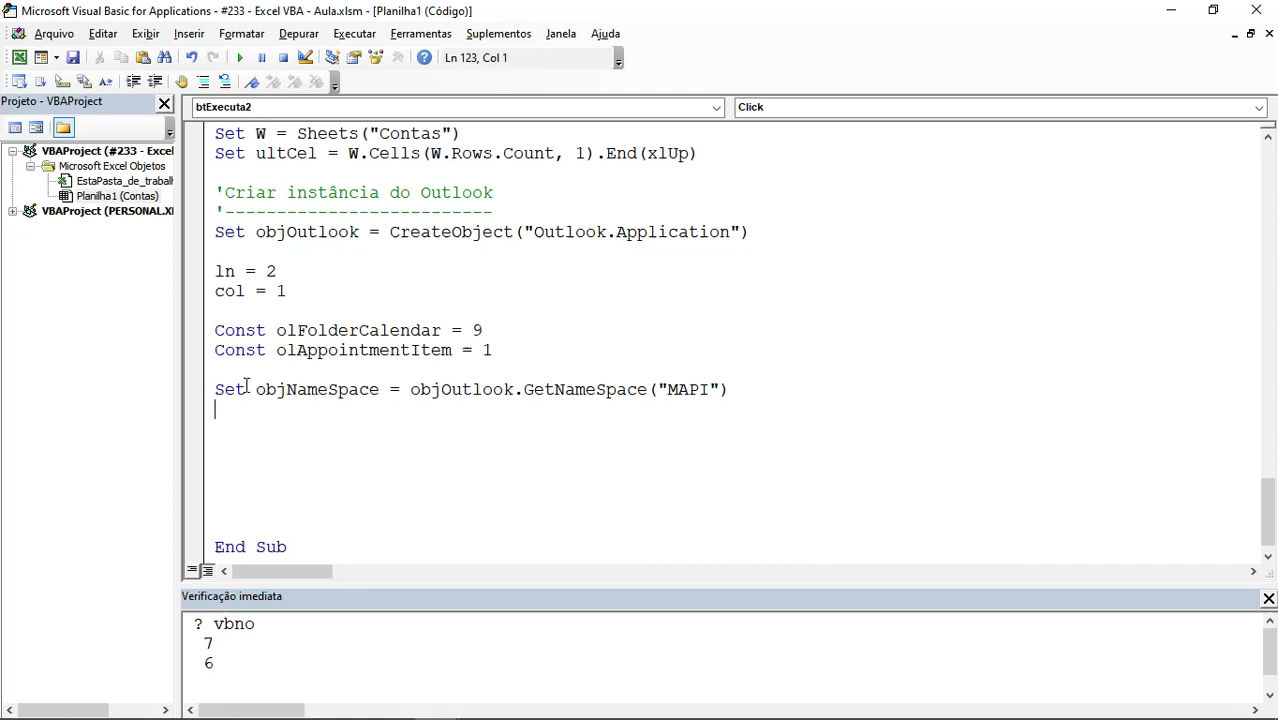 Microsoft Visual Basic for Applications - #233 - Excel VBA - Aula.xlsm - [Planilha1 (Código)]
Arquivo Editar Exibir Inserir Formatar Depurar Executar Ferramentas Suplementos Janela Ajuda
Ln 123, Col 1
Projeto - VBAProject
VBAProject (#233 - Excel
Microsoft Excel Objetos
EstaPasta_de_trabalh
Planilha1 (Contas)
VBAProject (PERSONAL.XL
btExecuta2
Click
Set W = Sheets("Contas")
Set ultCel = W.Cells(W.Rows.Count, 1).End(xlUp)
'Criar instância do Outlook
'--------------------------
Set objOutlook = CreateObject("Outlook.Application")
ln = 2
col = 1
Const olFolderCalendar = 9
Const olAppointmentItem = 1
Set objNameSpace = objOutlook.GetNameSpace("MAPI")
End Sub
Verificação imediata
? vbno
7
6